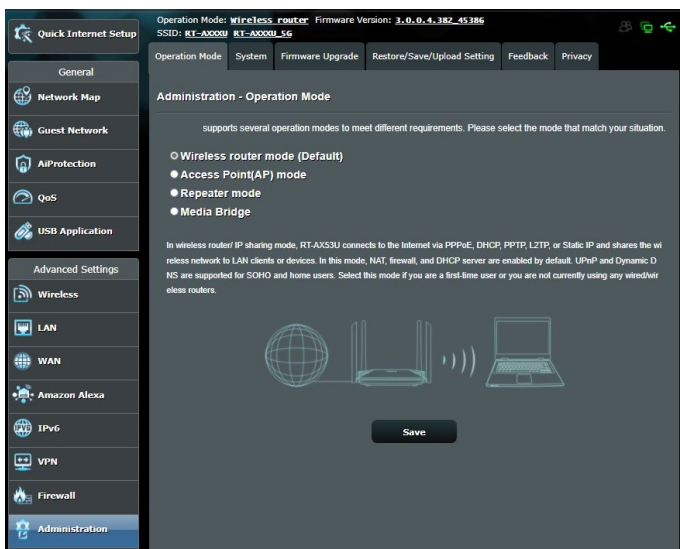 Quick Internet Setup
General
Network Map
Guest Network
AiProtection
QoS
USB Application
Advanced Settings
Wireless
LAN
WAN
Amazon Alexa
IPv6
VPN
Firewall
Administration
Operation Mode: Wireless router Firmware Version: 3.0.0.4.382_45386
SSID: RT-AXXXU RT-AXXXU_5G
Operation Mode System Firmware Upgrade Restore/Save/Upload Setting Feedback Privacy
Administration - Operation Mode
supports several operation modes to meet different requirements. Please select the mode that match your situation.
Wireless router mode (Default)
Access Point(AP) mode
Repeater mode
Media Bridge
In wireless router/ IP sharing mode, RT-AX53U connects to the Internet via PPPoE, DHCP, PPTP, L2TP, or Static IP and shares the wi
reless network to LAN clients or devices. In this mode, NAT, firewall, and DHCP server are enabled by default. UPnP and Dynamic D
NS are supported for SOHO and home users. Select this mode if you are a first-time user or you are not currently using any wired/wir
eless routers.
Save